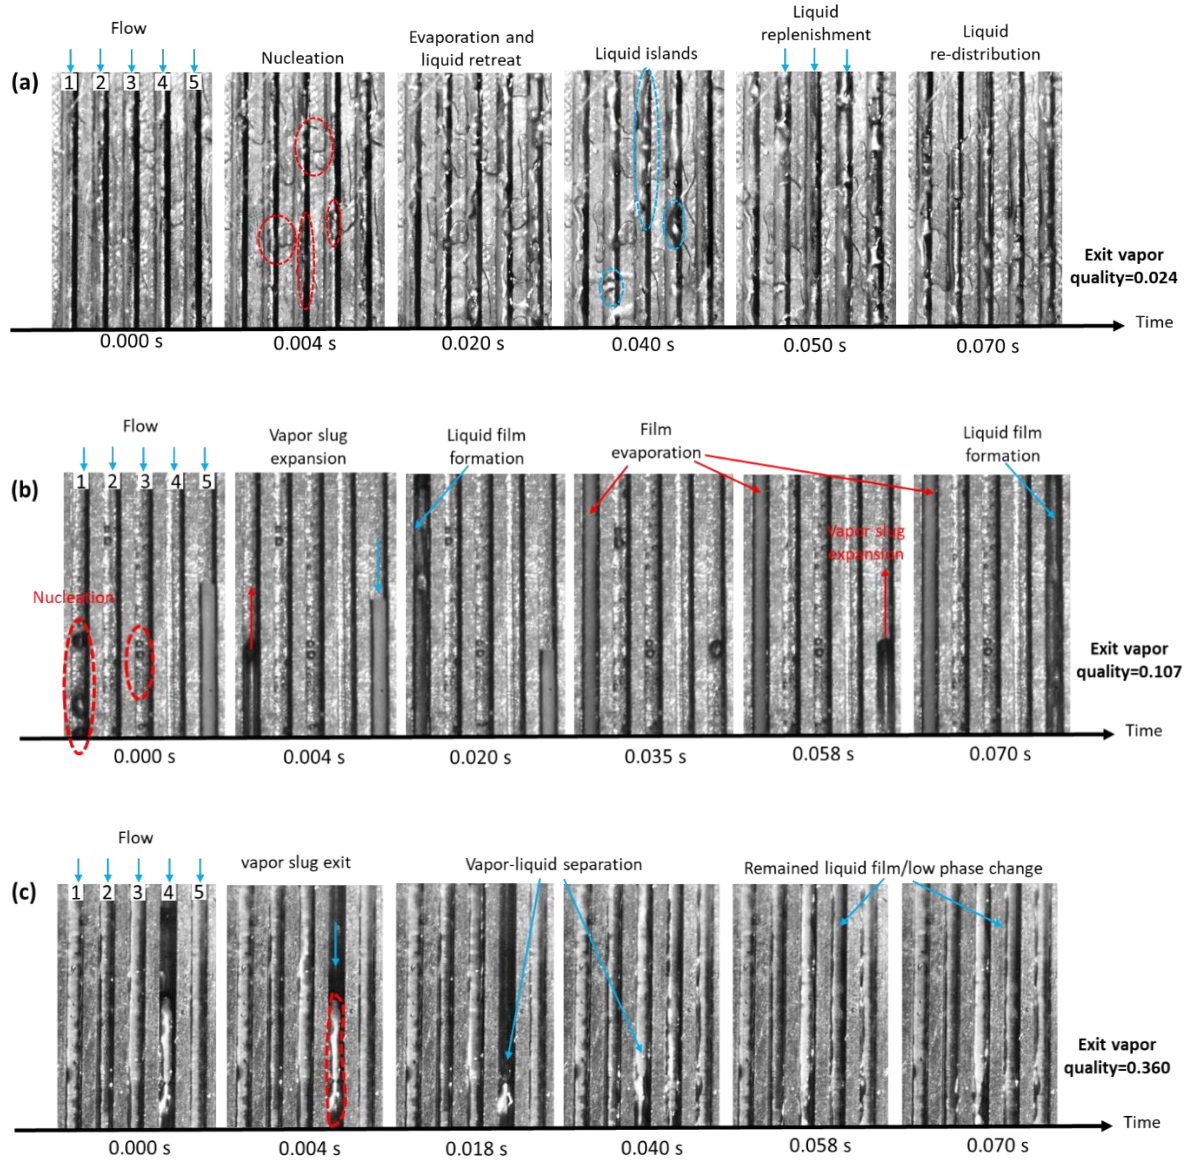 Flow
Nucleation
Evaporation and
liquid retreat
Liquid islands
Liquid
replenishment
Liquid
re-distribution
(a)
1 2 3 4 5
Exit vapor
quality=0.024
Time
0.000 s 0.004 s 0.020 s 0.040 s 0.050 s 0.070 s
Flow
Vapor slug
expansion
Liquid film
formation
Film
evaporation
Liquid film
formation
(b)
1 2 3 4 5
Vapor slug
expansion
Nucleation
Exit vapor
quality=0.107
Time
0.000 s 0.004 s 0.020 s 0.035 s 0.058 s 0.070 s
Flow
vapor slug exit
Vapor-liquid separation
Remained liquid film/low phase change
(c)
1 2 3 4 5
Exit vapor
quality=0.360
Time
0.000 s 0.004 s 0.018 s 0.040 s 0.058 s 0.070 s